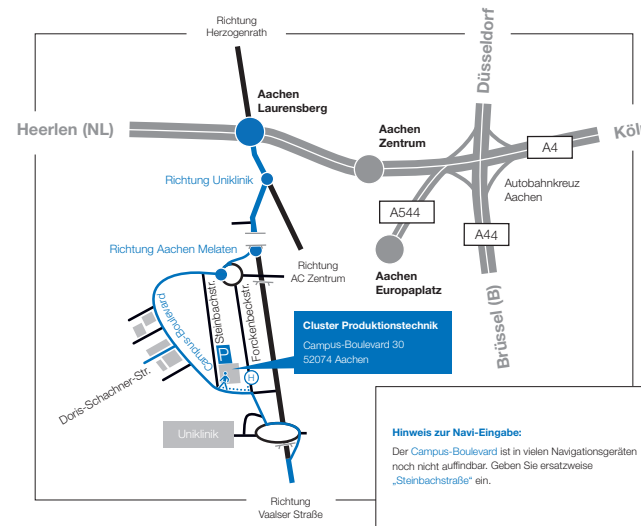 Richtung
Herzogenrath
Düsseldorf
Aachen
Laurensberg
Heerlen (NL)
Aachen
Zentrum
Köln
A4
Richtung Uniklinik
Autobahnkreuz
Aachen
A544
A44
Richtung Aachen Melaten
Richtung
AC Zentrum
Aachen
Europaplatz
Brüssel (B)
Campus-Boulevard
Steinbachstr.
Forckenbeckstr.
Cluster Produktionstechnik
Campus-Boulevard 30
52074 Aachen
P
H
Doris-Schachner-Str.
Uniklinik
Hinweis zur Navi-Eingabe:
Der Campus-Boulevard ist in vielen Navigationsgeräten
noch nicht auffindbar. Geben Sie ersatzweise
„Steinbachstraße“ ein.
Richtung
Vaalser Straße